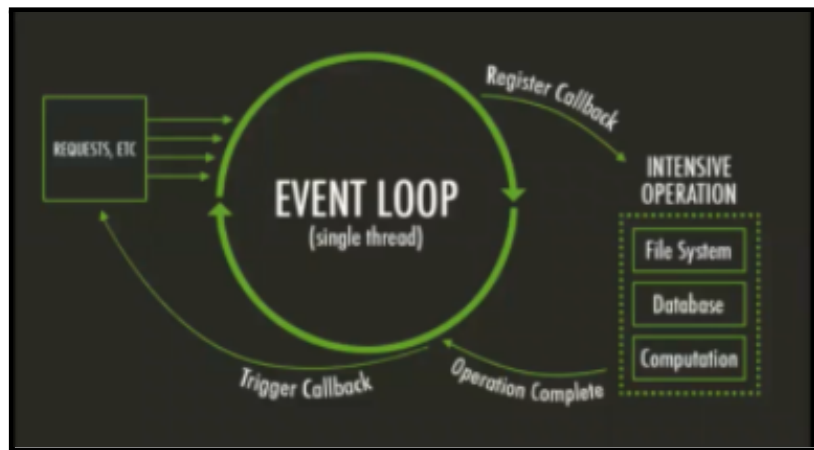 Register Callback
REQUESTS, ETC
EVENT LOOP
(single thread)
INTENSIVE
OPERATION
File System
Database
Computation
Operation Complete
Trigger Callback